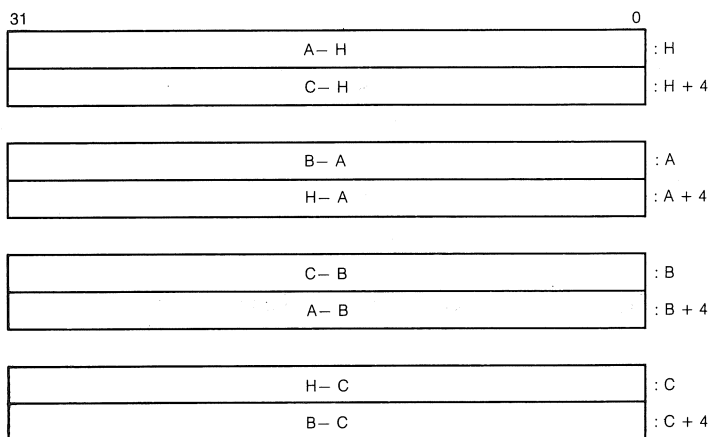 31 0
A— H : H
C— H : H + 4
B— A : A
H— A : A + 4
C— B : B
A— B : B + 4
H— C : C
B— C : C + 4